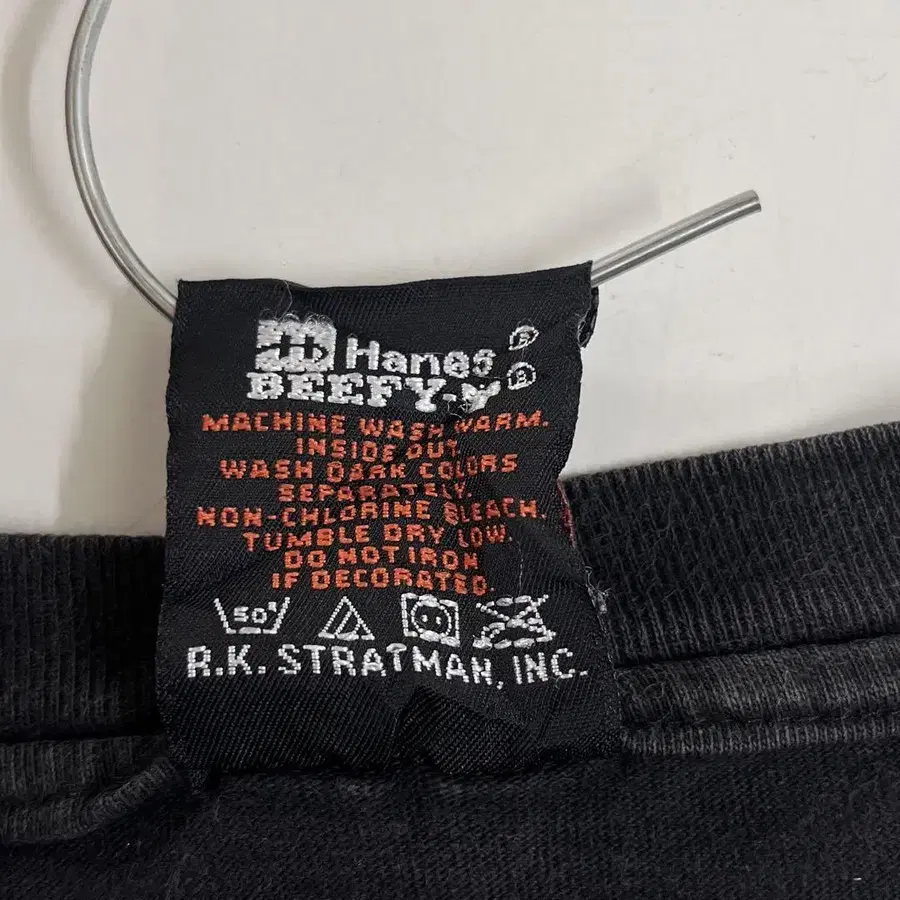 Hanes ®
BEEFY-T ®
MACHINE WASH WARM.
INSIDE OUT.
WASH DARK COLORS
SEPARATELY.
NON-CHLORINE BLEACH.
TUMBLE DRY LOW.
DO NOT IRON
IF DECORATED.
50°
R.K. STRATMAN, INC.